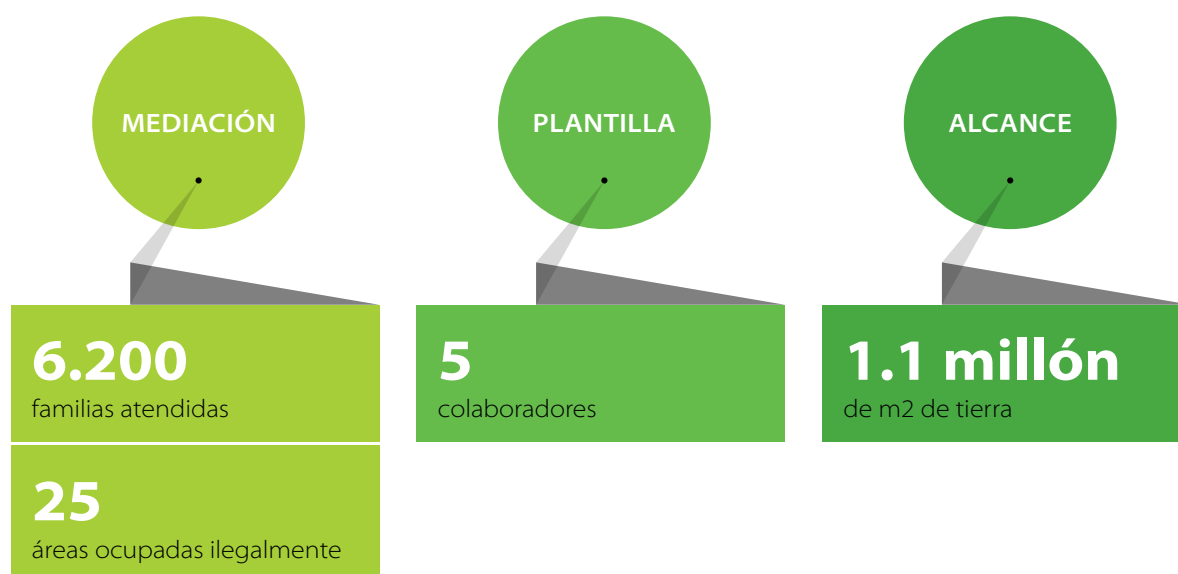 MEDIACIÓN
6.200
familias atendidas
25
áreas ocupadas ilegalmente
PLANTILLA
5
colaboradores
ALCANCE
1.1 millón
de m2 de tierra